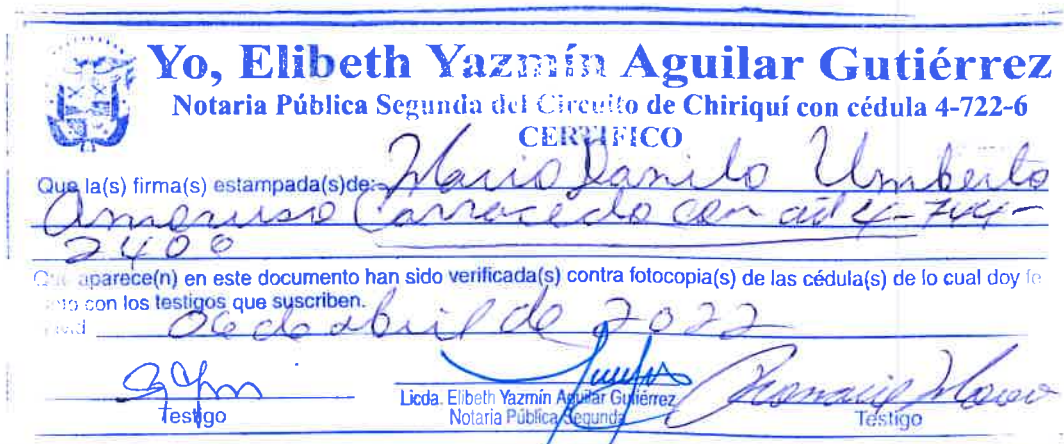 Yo, Elibeth Yazmín Aguilar Gutiérrez
Notaria Pública Segunda del Circuito de Chiriquí con cédula 4-722-6
CERTIFICO
Que la(s) firma(s) estampada(s)de: Mario Danilo Umberto
Amoruso Carracedo con céd 4-744-
2400
Que aparece(n) en este documento han sido verificada(s) contra fotocopia(s) de las cédula(s) de lo cual doy fe
con los testigos que suscriben.
06 de abril de 2022
Testigo
Licda. Elibeth Yazmín Aguilar Gutiérrez
Notaria Pública Segunda
Testigo